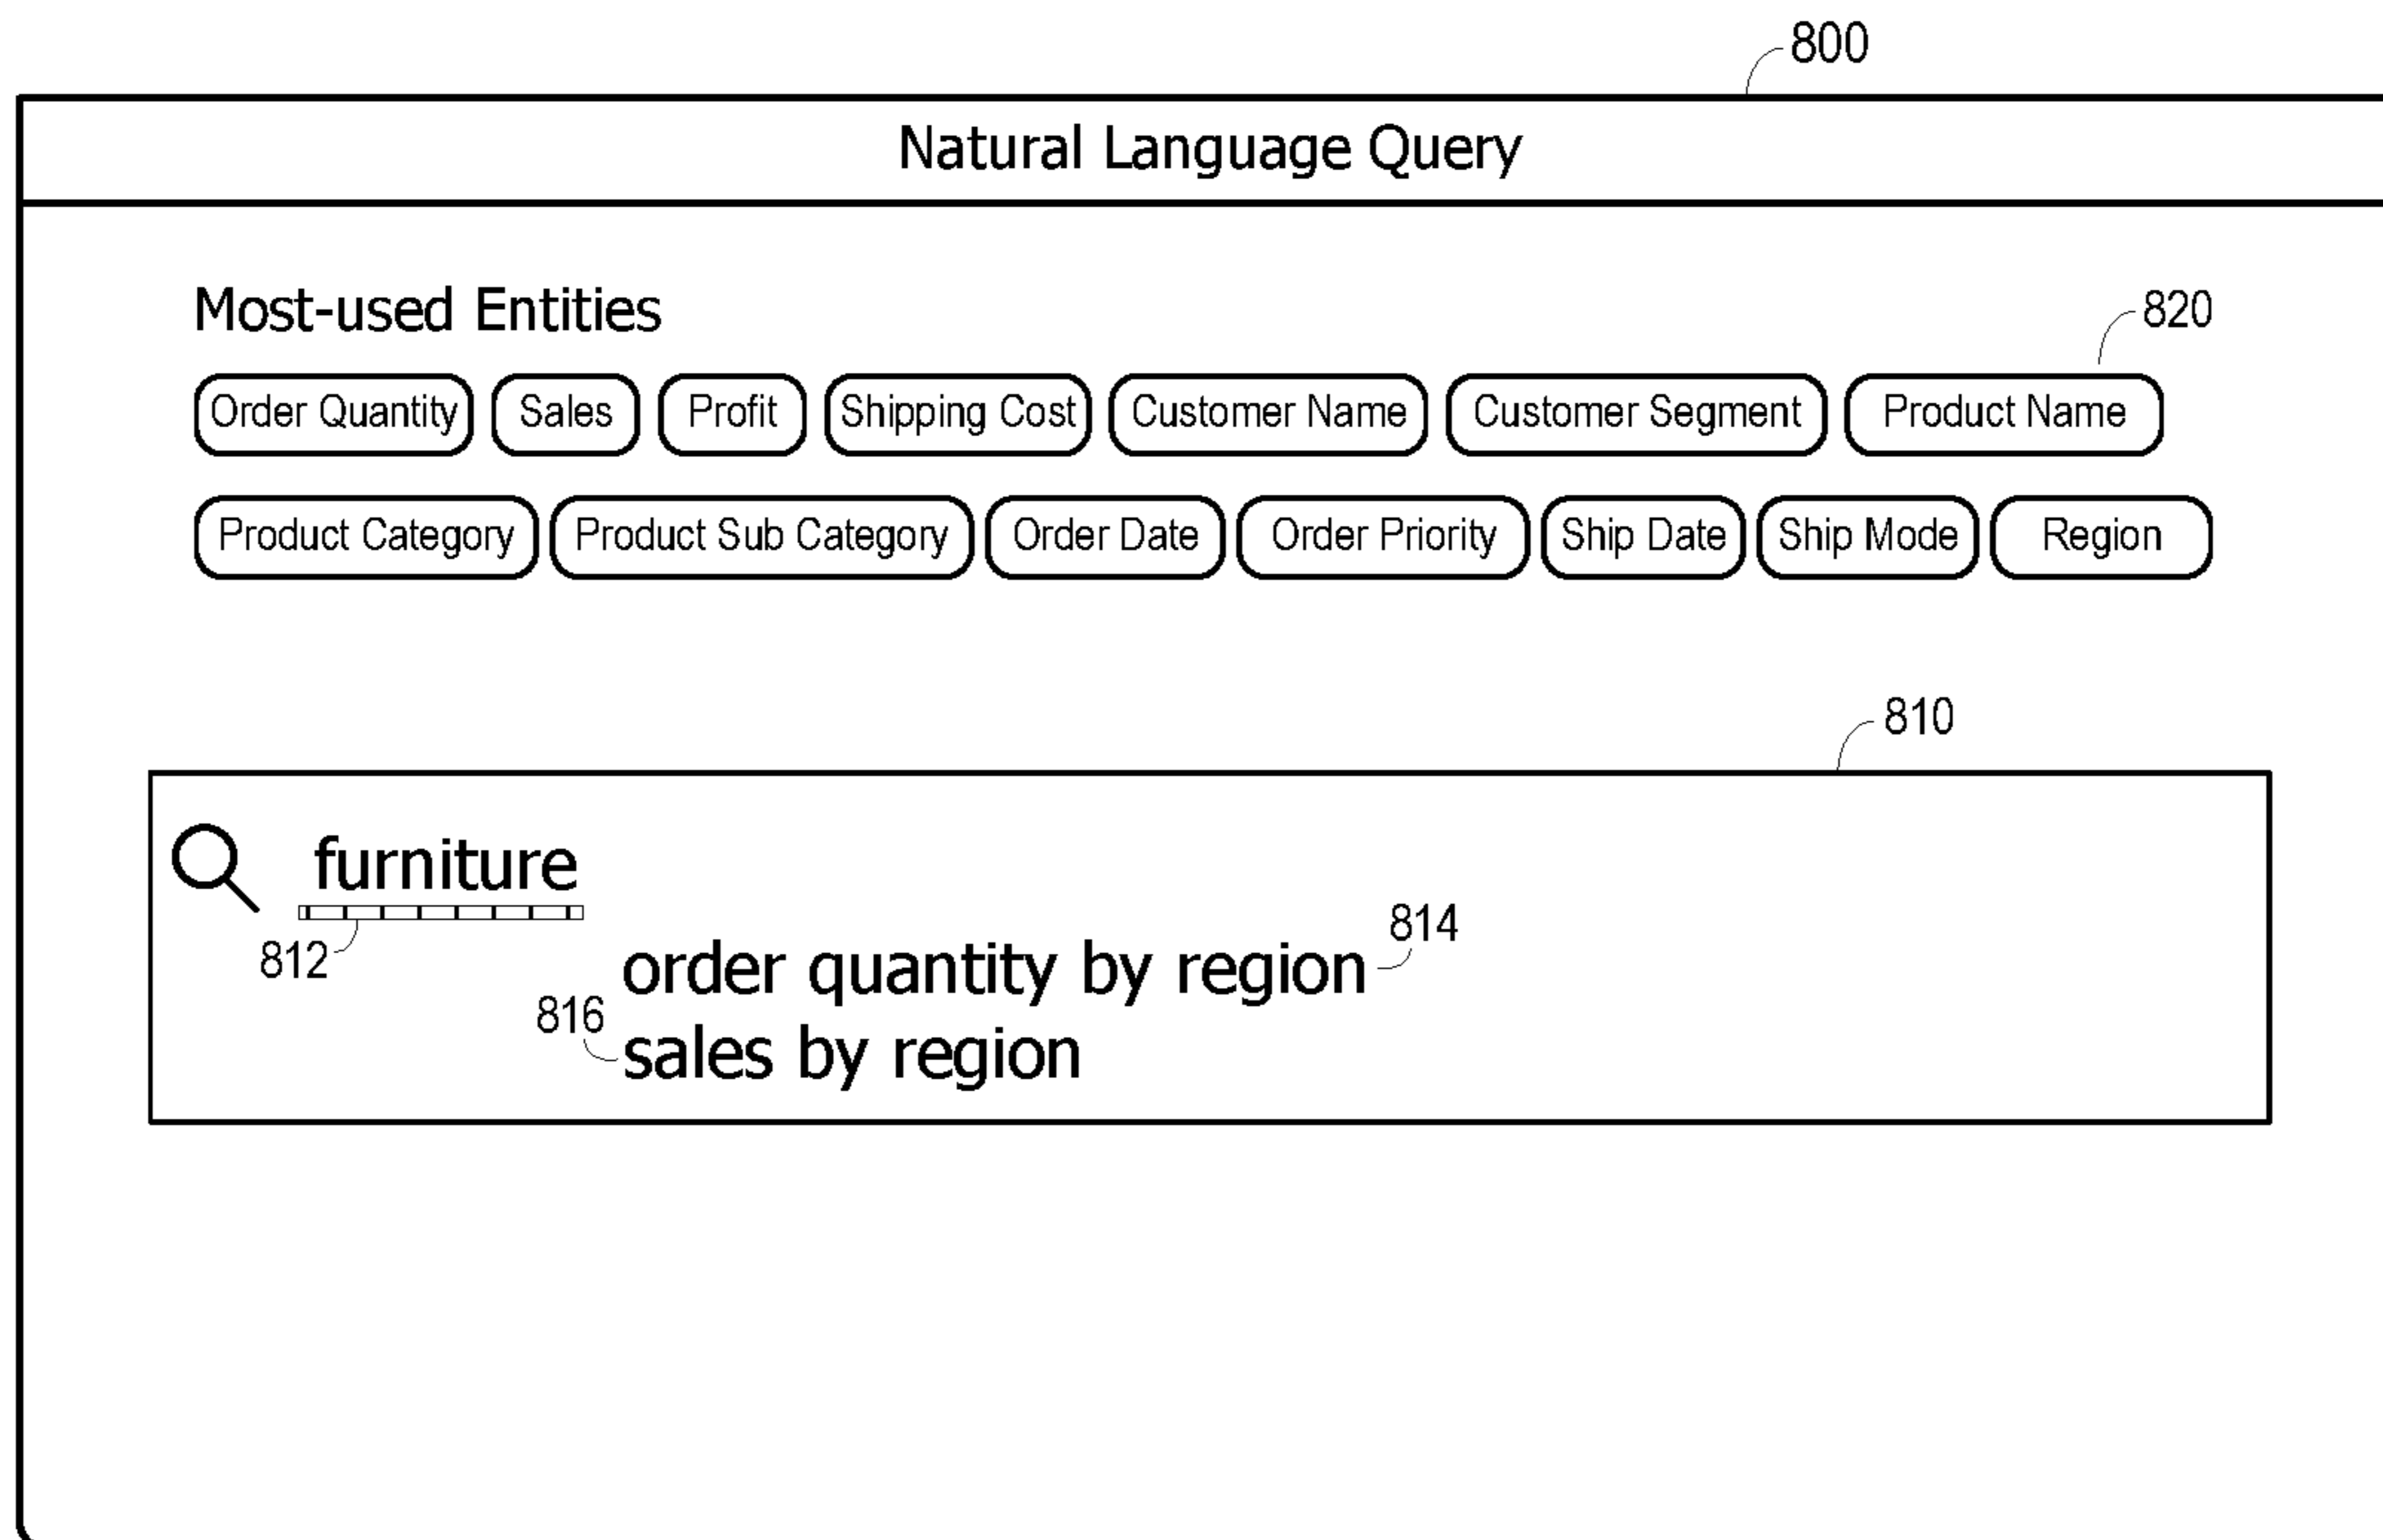 800
Natural Language Query
Most-used Entities
820
Order Quantity Sales Profit Shipping Cost Customer Name Customer Segment Product Name
Product Category Product Sub Category Order Date Order Priority Ship Date Ship Mode Region
810
furniture
812
814
order quantity by region
816
sales by region